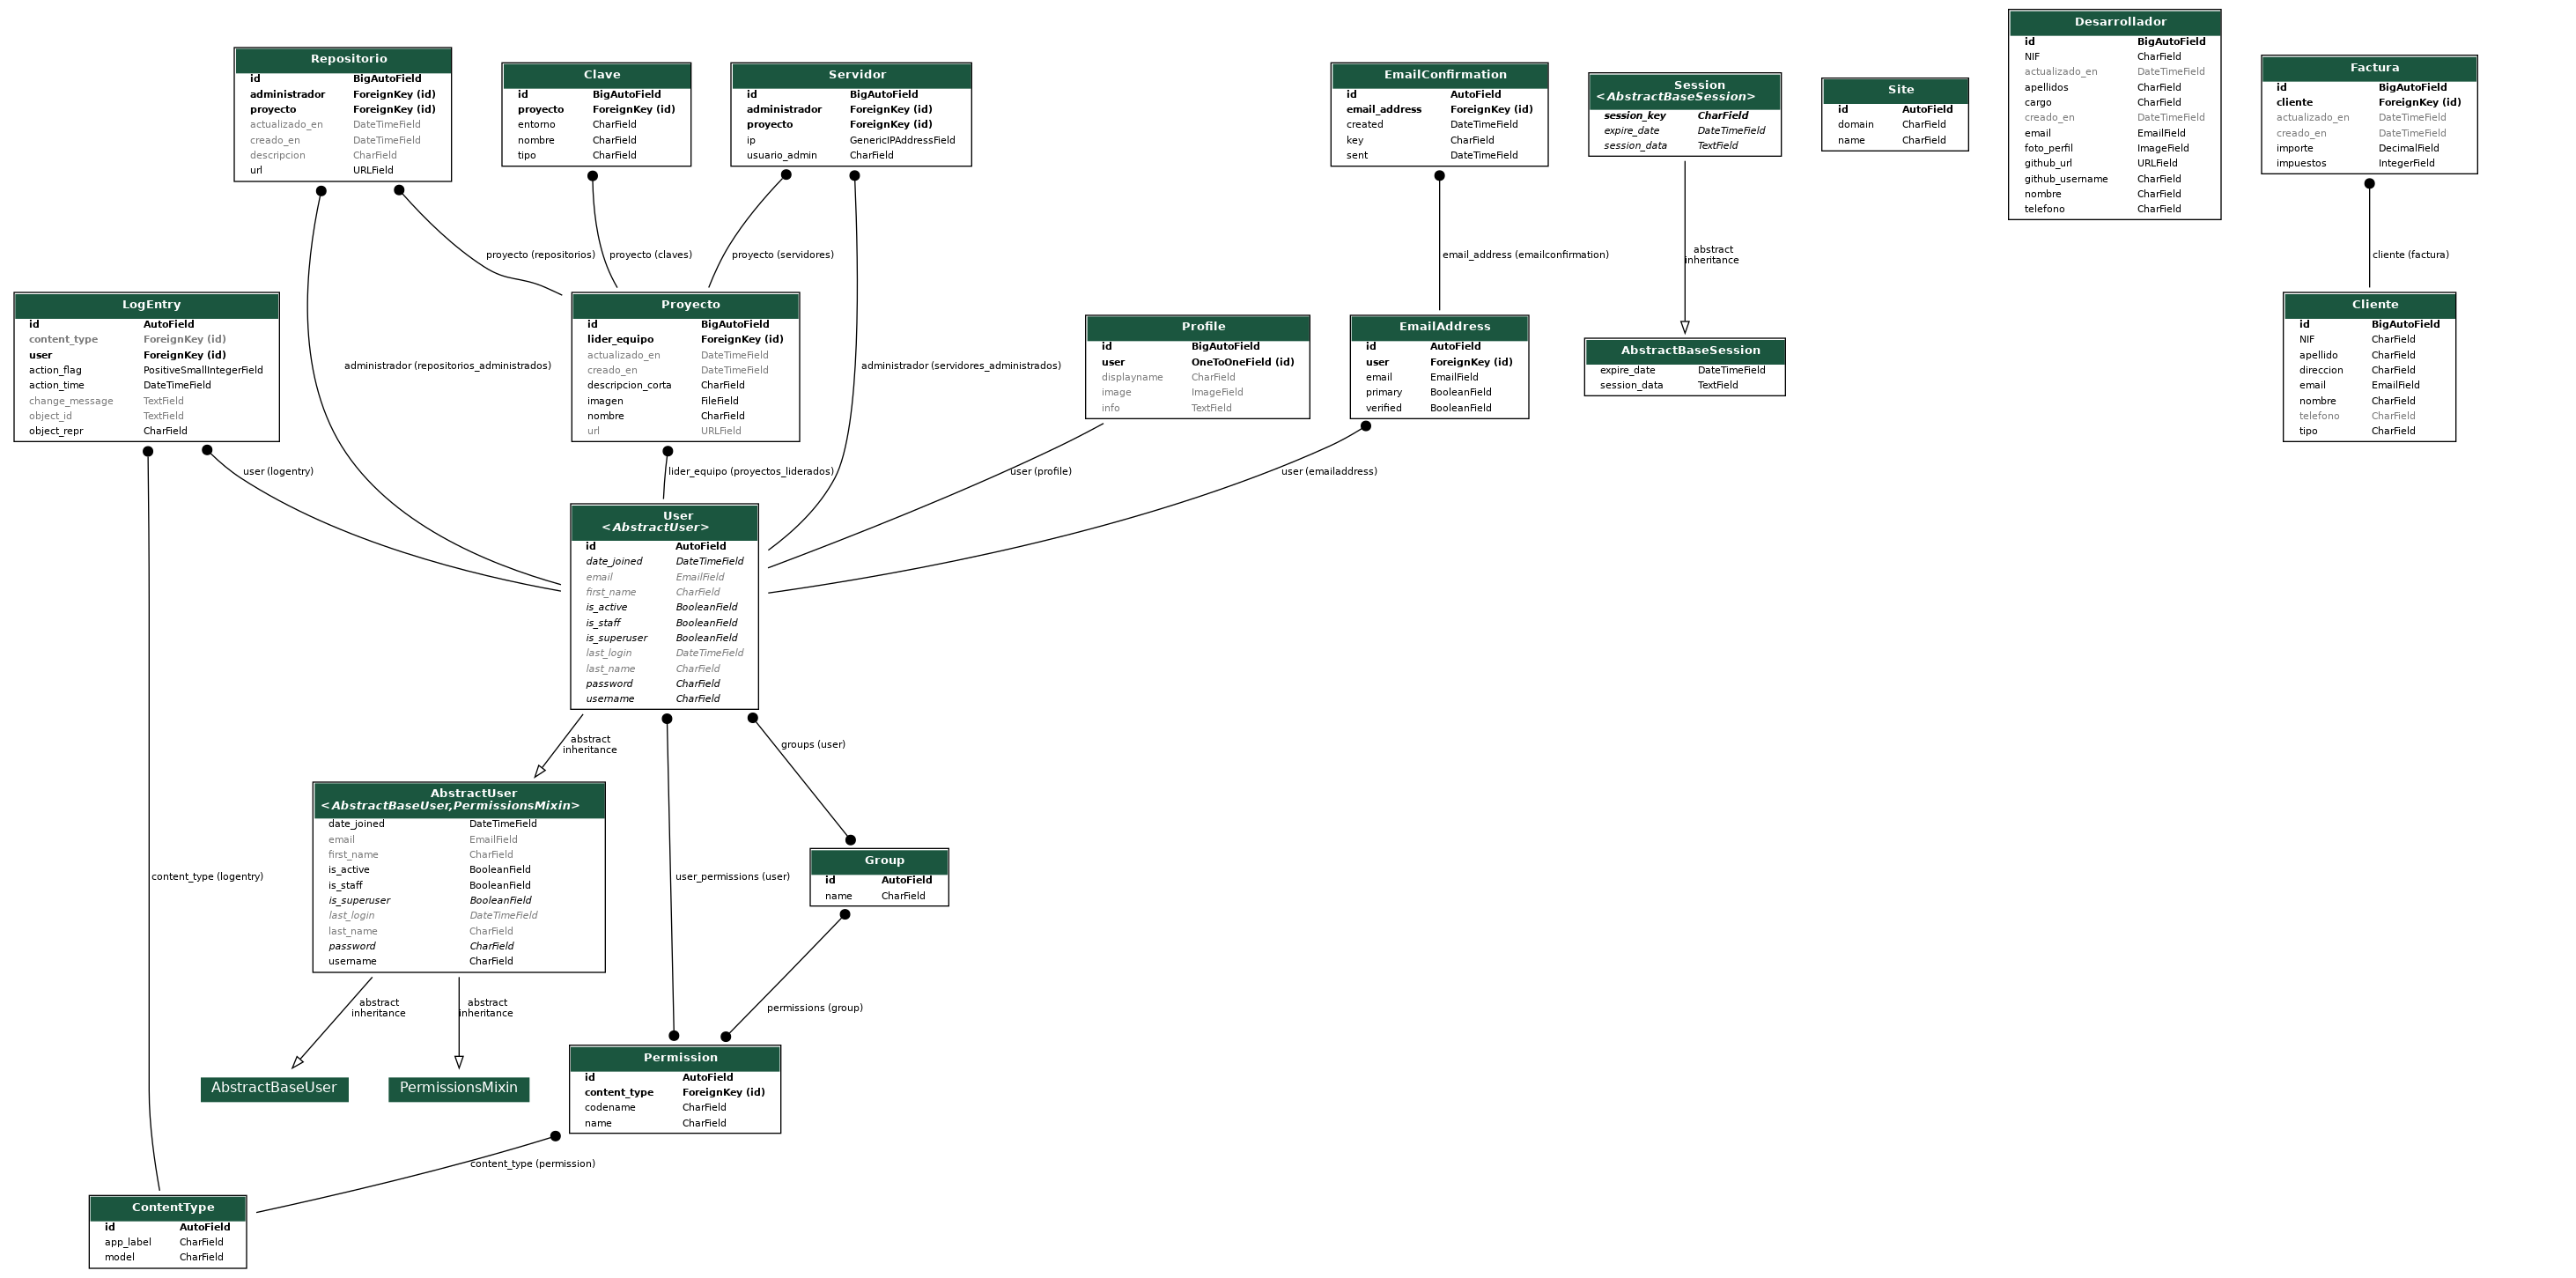 Repositorio
id BigAutoField
administrador ForeignKey (id)
proyecto ForeignKey (id)
actualizado_en DateTimeField
creado_en DateTimeField
descripcion CharField
url URLField
Clave
id BigAutoField
proyecto ForeignKey (id)
entorno CharField
nombre CharField
tipo CharField
Servidor
id BigAutoField
administrador ForeignKey (id)
proyecto ForeignKey (id)
ip GenericIPAddressField
usuario_admin CharField
EmailConfirmation
id AutoField
email_address ForeignKey (id)
created DateTimeField
key CharField
sent DateTimeField
Session
<AbstractBaseSession>
session_key CharField
expire_date DateTimeField
session_data TextField
Site
id AutoField
domain CharField
name CharField
Desarrollador
id BigAutoField
NIF CharField
actualizado_en DateTimeField
apellidos CharField
cargo CharField
creado_en DateTimeField
email EmailField
foto_perfil ImageField
github_url URLField
github_username CharField
nombre CharField
telefono CharField
Factura
id BigAutoField
cliente ForeignKey (id)
actualizado_en DateTimeField
creado_en DateTimeField
importe DecimalField
impuestos IntegerField
proyecto (repositorios)
proyecto (claves)
proyecto (servidores)
email_address (emailconfirmation)
abstract
inheritance
cliente (factura)
LogEntry
id AutoField
content_type ForeignKey (id)
user ForeignKey (id)
action_flag PositiveSmallIntegerField
action_time DateTimeField
change_message TextField
object_id TextField
object_repr CharField
administrador (repositorios_administrados)
Proyecto
id BigAutoField
lider_equipo ForeignKey (id)
actualizado_en DateTimeField
creado_en DateTimeField
descripcion_corta CharField
imagen FileField
nombre CharField
url URLField
administrador (servidores_administrados)
Profile
id BigAutoField
user OneToOneField (id)
displayname CharField
image ImageField
info TextField
EmailAddress
id AutoField
user ForeignKey (id)
email EmailField
primary BooleanField
verified BooleanField
AbstractBaseSession
expire_date DateTimeField
session_data TextField
Cliente
id BigAutoField
NIF CharField
apellido CharField
direccion CharField
email EmailField
nombre CharField
telefono CharField
tipo CharField
user (logentry)
lider_equipo (proyectos_liderados)
user (profile)
user (emailaddress)
User
<AbstractUser>
id AutoField
date_joined DateTimeField
email EmailField
first_name CharField
is_active BooleanField
is_staff BooleanField
is_superuser BooleanField
last_login DateTimeField
last_name CharField
password CharField
username CharField
abstract
inheritance
groups (user)
AbstractUser
<AbstractBaseUser,PermissionsMixin>
date_joined DateTimeField
email EmailField
first_name CharField
is_active BooleanField
is_staff BooleanField
is_superuser BooleanField
last_login DateTimeField
last_name CharField
password CharField
username CharField
content_type (logentry)
user_permissions (user)
Group
id AutoField
name CharField
abstract
inheritance
abstract
inheritance
permissions (group)
AbstractBaseUser
PermissionsMixin
Permission
id AutoField
content_type ForeignKey (id)
codename CharField
name CharField
content_type (permission)
ContentType
id AutoField
app_label CharField
model CharField